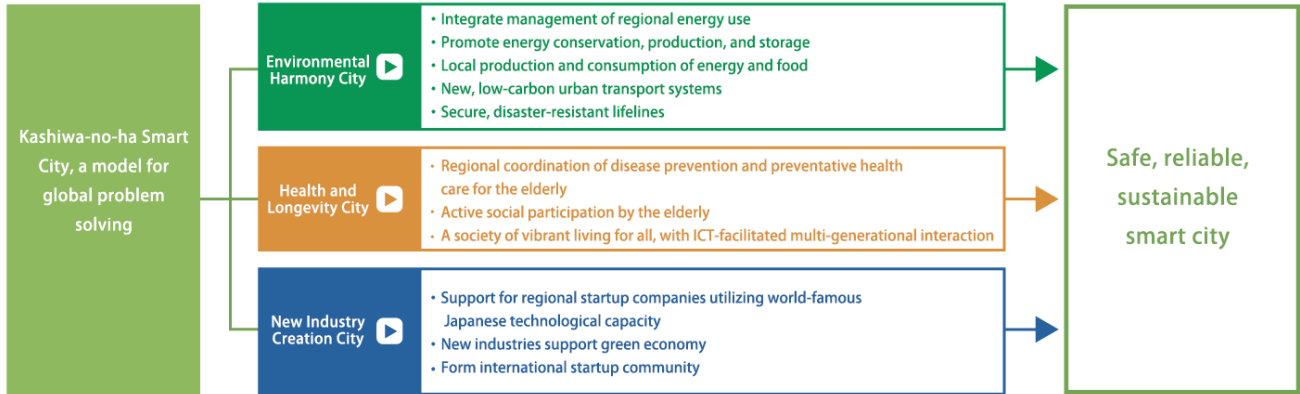 Kashiwa-no-ha Smart
City, a model for
global problem
solving
Environmental
Harmony City
• Integrate management of regional energy use
• Promote energy conservation, production, and storage
• Local production and consumption of energy and food
• New, low-carbon urban transport systems
• Secure, disaster-resistant lifelines
Health and
Longevity City
• Regional coordination of disease prevention and preventative health
care for the elderly
• Active social participation by the elderly
• A society of vibrant living for all, with ICT-facilitated multi-generational interaction
New Industry
Creation City
• Support for regional startup companies utilizing world-famous
Japanese technological capacity
• New industries support green economy
• Form international startup community
Safe, reliable,
sustainable
smart city